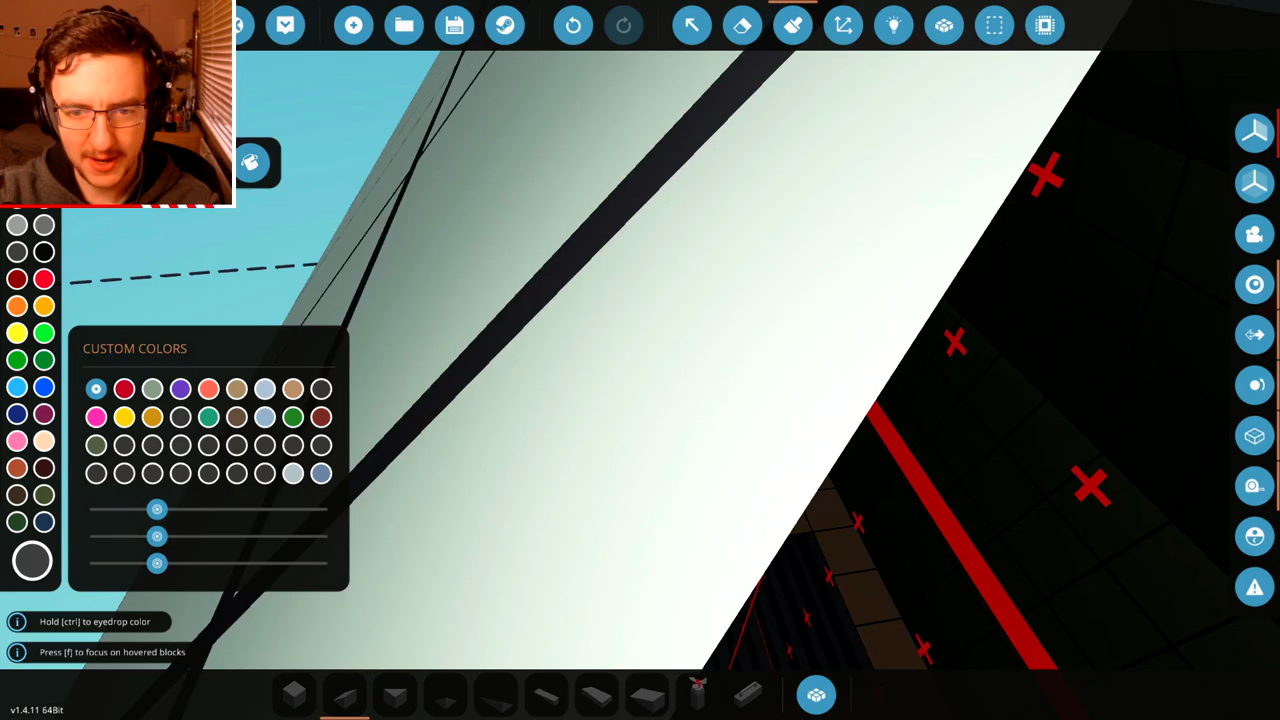 CUSTOM COLORS
Hold [ctrl] to eyedrop color
Press [f] to focus on hovered blocks
v1.4.11 64Bit